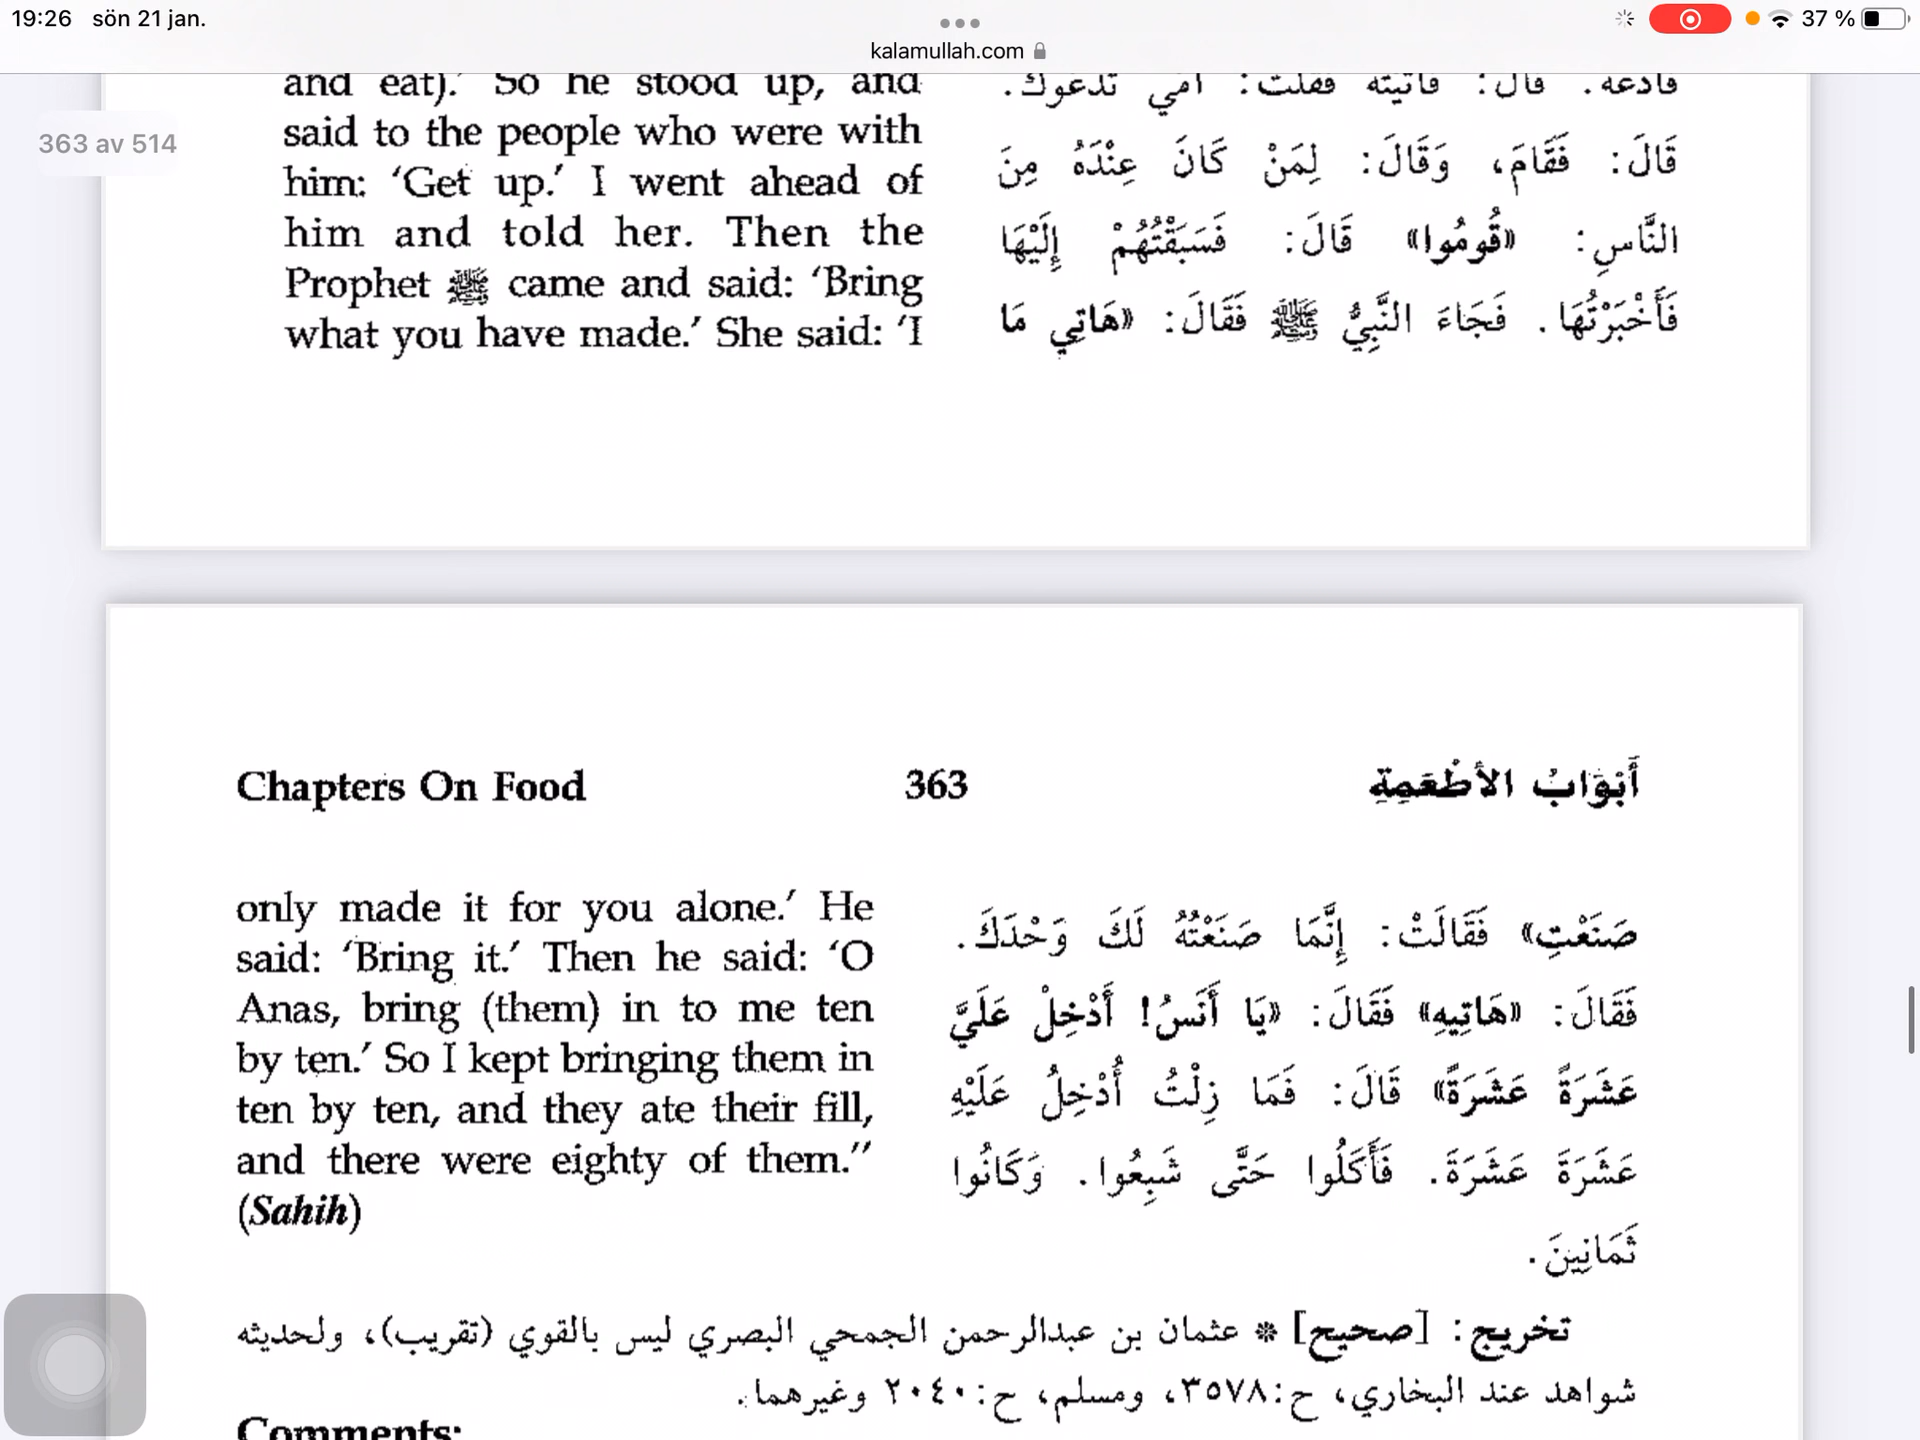 19:26 sön 21 jan.
37 %
kalamullah.com
363 av 514
and eat).' So he stood up, and
said to the people who were with
him: 'Get up.' I went ahead of
him and told her. Then the
Prophet ﷺ came and said: 'Bring
what you have made.' She said: 'I
فادعه. قال: فأتيته فقلت: أمي تدعوك.
قَالَ: فَقَامَ، وَقَالَ: لِمَنْ كَانَ عِنْدَهُ مِنَ
النَّاسِ: «قُومُوا» قَالَ: فَسَبَقْتُهُمْ إِلَيْهَا
فَأَخْبَرْتُهَا. فَجَاءَ النَّبِيُّ ﷺ فَقَالَ: «هَاتِي مَا
Chapters On Food
363
أَبْوَابُ الأَطْعَمِةِ
only made it for you alone.' He
said: 'Bring it.' Then he said: 'O
Anas, bring (them) in to me ten
by ten.' So I kept bringing them in
ten by ten, and they ate their fill,
and there were eighty of them."
(Sahih)
صَنَعْتِ» فَقَالَتْ: إِنَّمَا صَنَعْتُهُ لَكَ وَحْدَكَ.
فَقَالَ: «هَاتِيهِ» فَقَالَ: «يَا أَنَسُ! أَدْخِلْ عَلَيَّ
عَشَرَةً عَشَرَةً» قَالَ: فَمَا زِلْتُ أُدْخِلُ عَلَيْهِ
عَشَرَةَ عَشَرَةَ. فَأَكَلُوا حَتَّى شَبِعُوا. وَكَانُوا
ثَمَانِينَ.
تخريج: [صحيح] * عثمان بن عبدالرحمن الجمحي البصري ليس بالقوي (تقريب)، ولحديثه
شواهد عند البخاري، ح:٣٥٧٨، ومسلم، ح:٢٠٤٠ وغيرهما.
Comments: